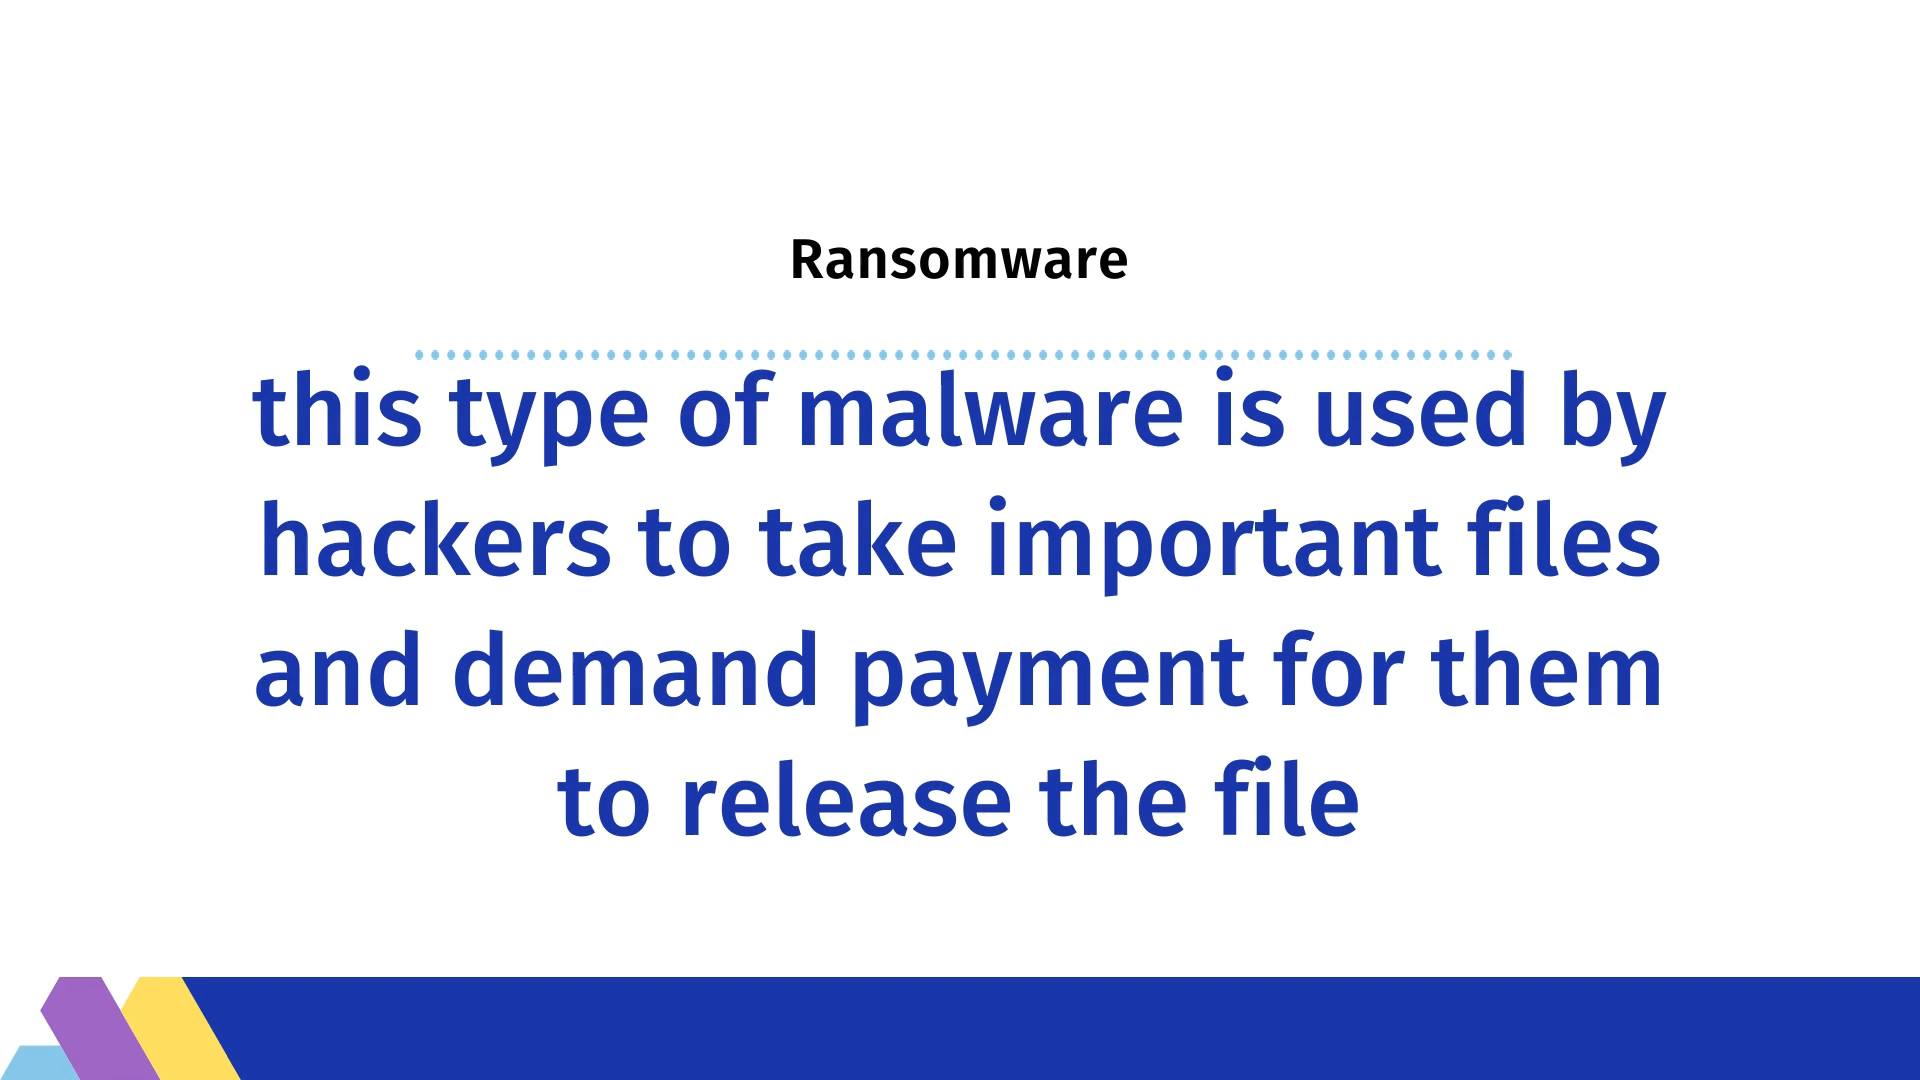 Ransomware
this type of malware is used by
hackers to take important files
and demand payment for them
to release the file